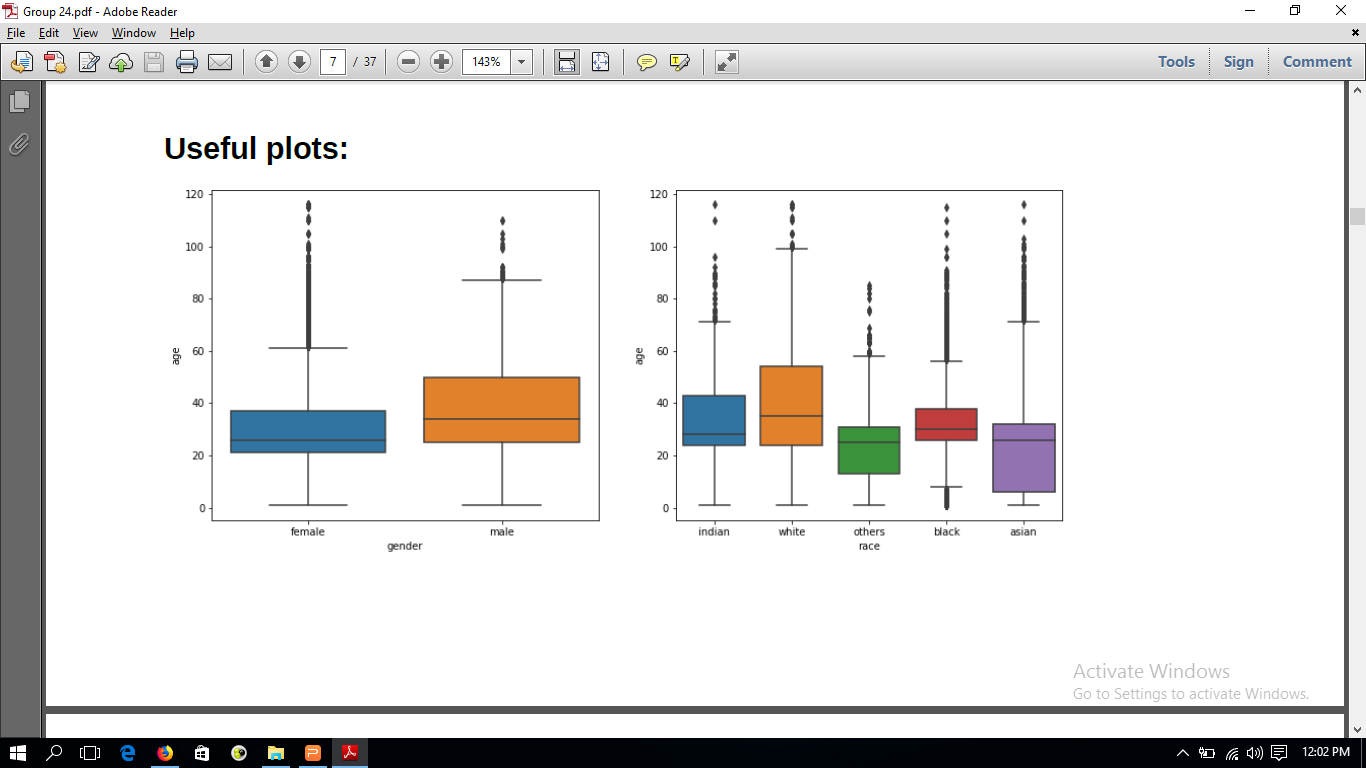 Group 24.pdf - Adobe Reader
File Edit View Window Help
7 / 37
143%
Tools Sign Comment
Useful plots:
120
100
80
60
40
20
0
age
female male
gender
120
100
80
60
40
20
0
age
indian white others black asian
race
Activate Windows
Go to Settings to activate Windows.
12:02 PM